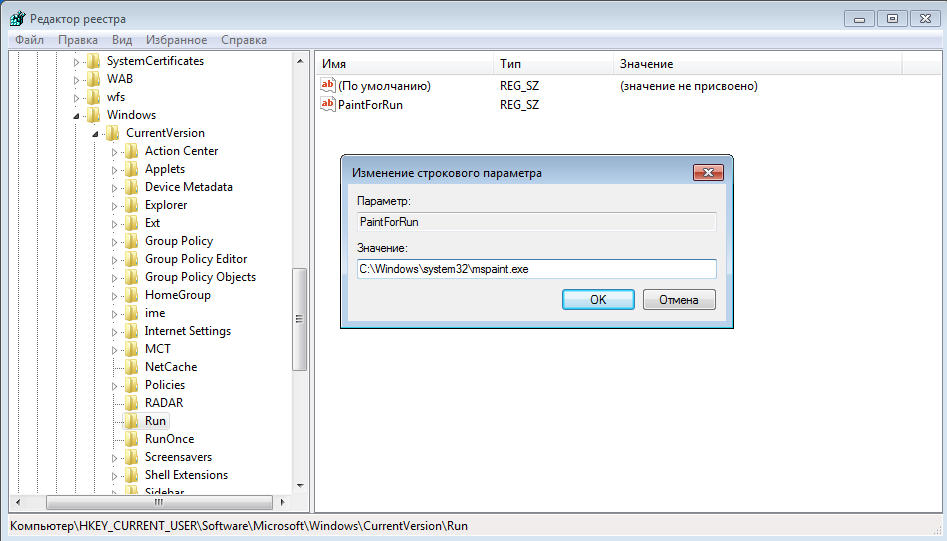 Редактор реестра
Файл Правка Вид Избранное Справка
SystemCertificates
WAB
wfs
Windows
CurrentVersion
Action Center
Applets
Device Metadata
Explorer
Ext
Group Policy
Group Policy Editor
Group Policy Objects
HomeGroup
ime
Internet Settings
MCT
NetCache
Policies
RADAR
Run
RunOnce
Screensavers
Shell Extensions
Sidebar
Имя Тип Значение
ab (По умолчанию) REG_SZ (значение не присвоено)
ab PaintForRun REG_SZ
Изменение строкового параметра
Параметр:
PaintForRun
Значение:
C:\Windows\system32\mspaint.exe
OK Отмена
Компьютер\HKEY_CURRENT_USER\Software\Microsoft\Windows\CurrentVersion\Run